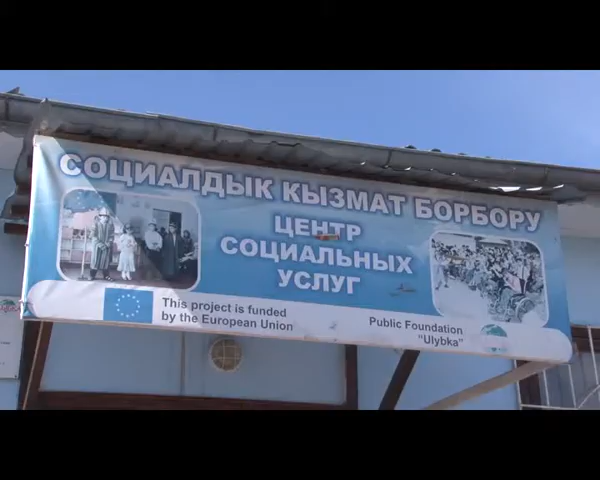 СОЦИАЛДЫК КЫЗМАТ БОРБОРУ
ЦЕНТР
СОЦИАЛЬНЫХ
УСЛУГ
This project is funded
by the European Union
Public Foundation
"Ulybka"